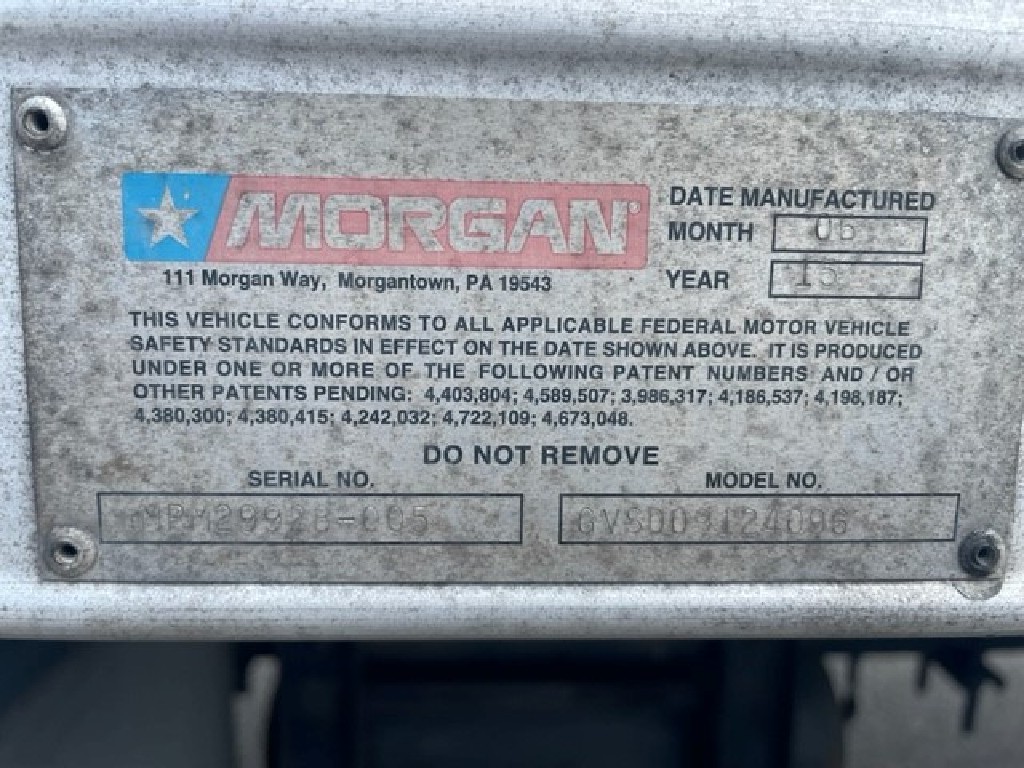 MORGAN®
111 Morgan Way, Morgantown, PA 19543
DATE MANUFACTURED
MONTH 06
YEAR 15
THIS VEHICLE CONFORMS TO ALL APPLICABLE FEDERAL MOTOR VEHICLE
SAFETY STANDARDS IN EFFECT ON THE DATE SHOWN ABOVE. IT IS PRODUCED
UNDER ONE OR MORE OF THE FOLLOWING PATENT NUMBERS AND / OR
OTHER PATENTS PENDING: 4,403,804; 4,589,507; 3,986,317; 4,186,537; 4,198,187;
4,380,300; 4,380,415; 4,242,032; 4,722,109; 4,673,048.
DO NOT REMOVE
SERIAL NO.
MODEL NO.